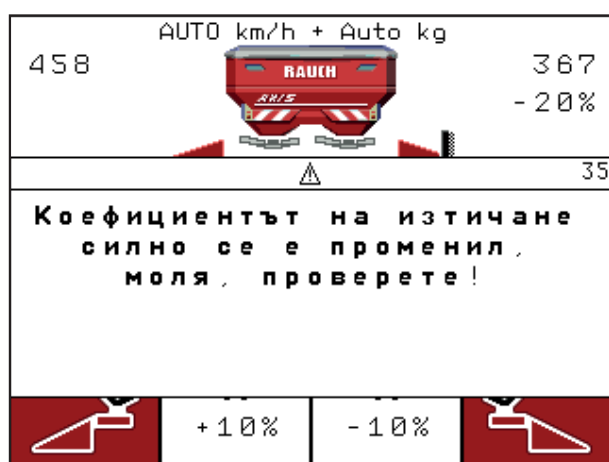 AUTO km/h + Auto kg
458
367
RAUCH
-20%
AXIS
35
Коефициентът на изтичане
силно се е променил,
моля, проверете!
+10%
-10%